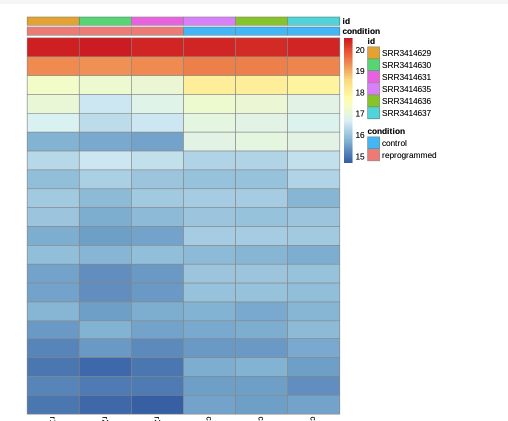 id
condition
id
20
SRR3414629
SRR3414630
19
SRR3414631
18
SRR3414635
SRR3414636
17
SRR3414637
condition
16
control
15
reprogrammed